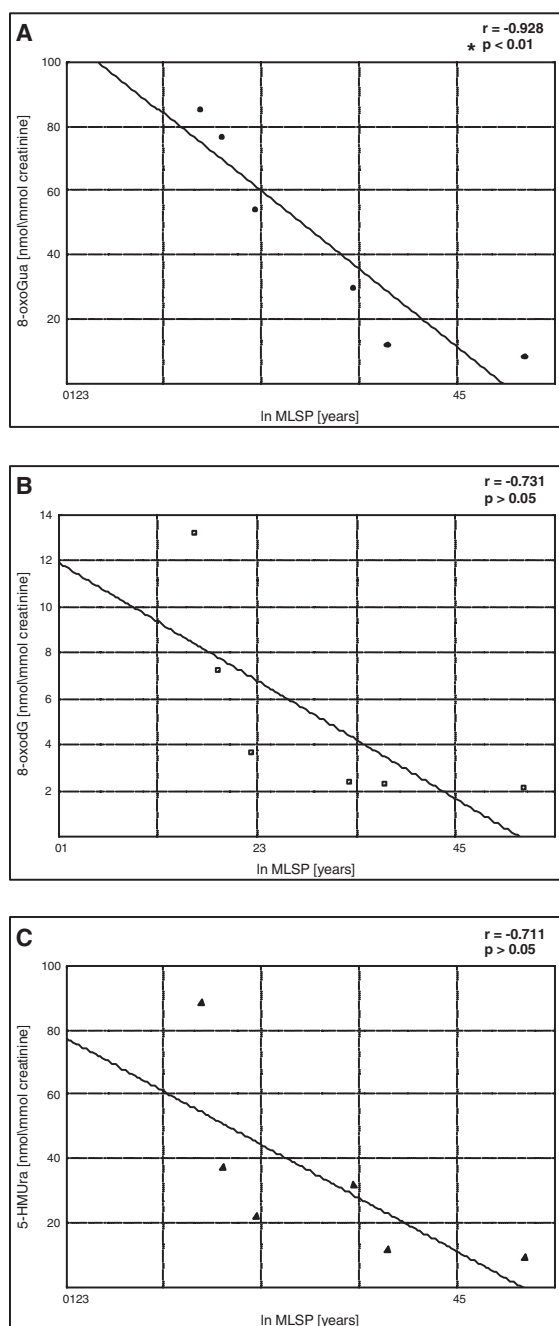 A
r = -0.928
* p < 0.01
100
80
60
40
20
8-oxoGua [nmol\mmol creatinine]
0123 45
ln MLSP [years]
B
r = -0.731
p > 0.05
14
12
10
8
6
4
2
8-oxodG [nmol\mmol creatinine]
01 23 45
ln MLSP [years]
C
r = -0.711
p > 0.05
100
80
60
40
20
5-HMUra [nmol\mmol creatinine]
0123 45
ln MLSP [years]